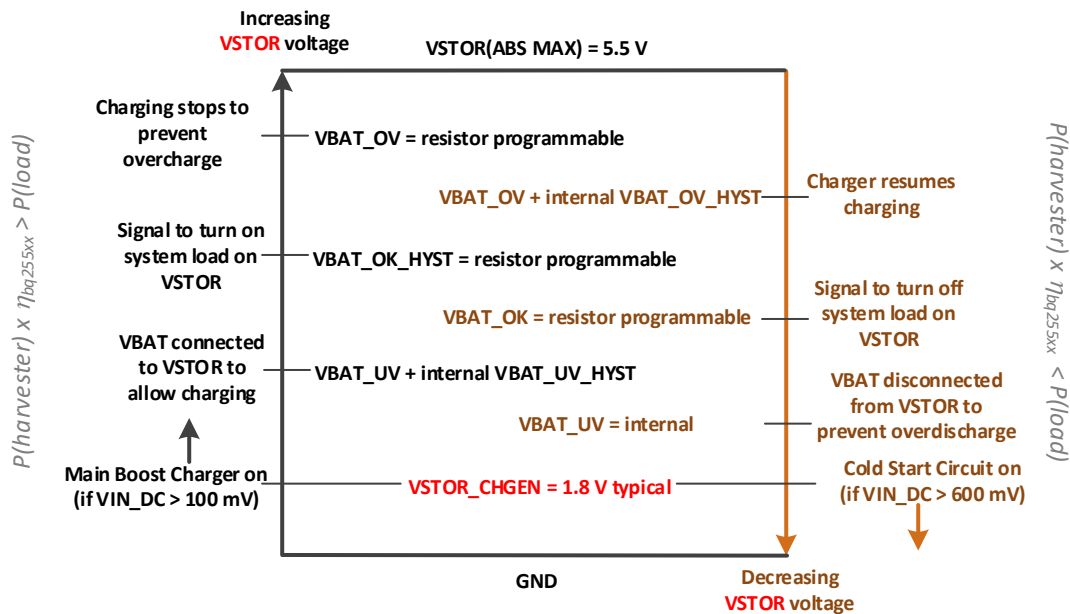 Increasing
VSTOR voltage
VSTOR(ABS MAX) = 5.5 V
Charging stops to
prevent
overcharge
VBAT_OV = resistor programmable
VBAT_OV + internal VBAT_OV_HYST
Charger resumes
charging
Signal to turn on
system load on
VSTOR
VBAT_OK_HYST = resistor programmable
VBAT_OK = resistor programmable
Signal to turn off
system load on
VSTOR
VBAT connected
to VSTOR to
allow charging
VBAT_UV + internal VBAT_UV_HYST
VBAT_UV = internal
VBAT disconnected
from VSTOR to
prevent overdischarge
Main Boost Charger on
(if VIN_DC > 100 mV)
VSTOR_CHGEN = 1.8 V typical
Cold Start Circuit on
(if VIN_DC > 600 mV)
GND
Decreasing
VSTOR voltage
P(harvester) x ηbq255xx > P(load)
P(harvester) x ηbq255xx < P(load)